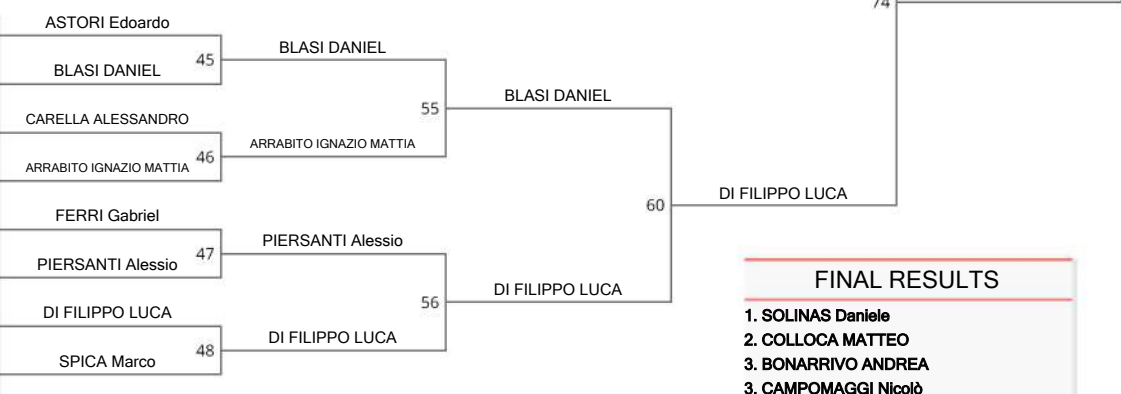 74
ASTORI Edoardo
45
BLASI DANIEL
BLASI DANIEL
55
BLASI DANIEL
CARELLA ALESSANDRO
46
ARRABITO IGNAZIO MATTIA
ARRABITO IGNAZIO MATTIA
60
DI FILIPPO LUCA
FERRI Gabriel
47
PIERSANTI Alessio
PIERSANTI Alessio
56
DI FILIPPO LUCA
DI FILIPPO LUCA
48
DI FILIPPO LUCA
SPICA Marco
FINAL RESULTS
1. SOLINAS Daniele
2. COLLOCA MATTEO
3. BONARRIVO ANDREA
3. CAMPOMAGGI Nicolò